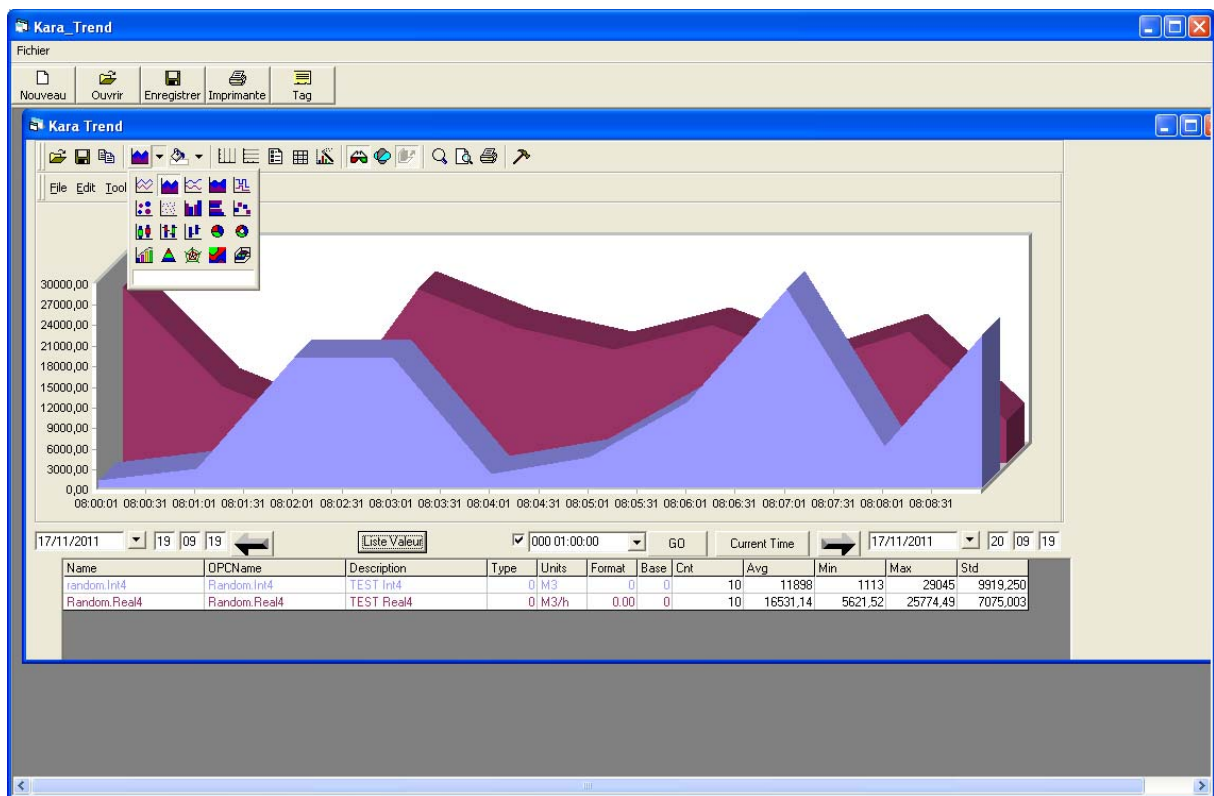 Kara_Trend
Fichier
Nouveau Ouvrir Enregistrer Imprimante Tag
Kara Trend
File Edit Tool
30000,00
27000,00
24000,00
21000,00
18000,00
15000,00
12000,00
9000,00
6000,00
3000,00
0,00
08:00:01 08:00:31 08:01:01 08:01:31 08:02:01 08:02:31 08:03:01 08:03:31 08:04:01 08:04:31 08:05:01 08:05:31 08:06:01 08:06:31 08:07:01 08:07:31 08:08:01 08:08:31
17/11/2011 19 09 19 Liste Valeur 000 01:00:00 GO Current Time 17/11/2011 20 09 19
Name OPCName Description Type Units Format Base Cnt Avg Min Max Std
random.Int4 Random.Int4 TEST Int4 0 M3 0 0 10 11898 1113 29045 9919,250
Random.Real4 Random.Real4 TEST Real4 0 M3/h 0.00 0 10 16531,14 5621,52 25774,49 7075,003